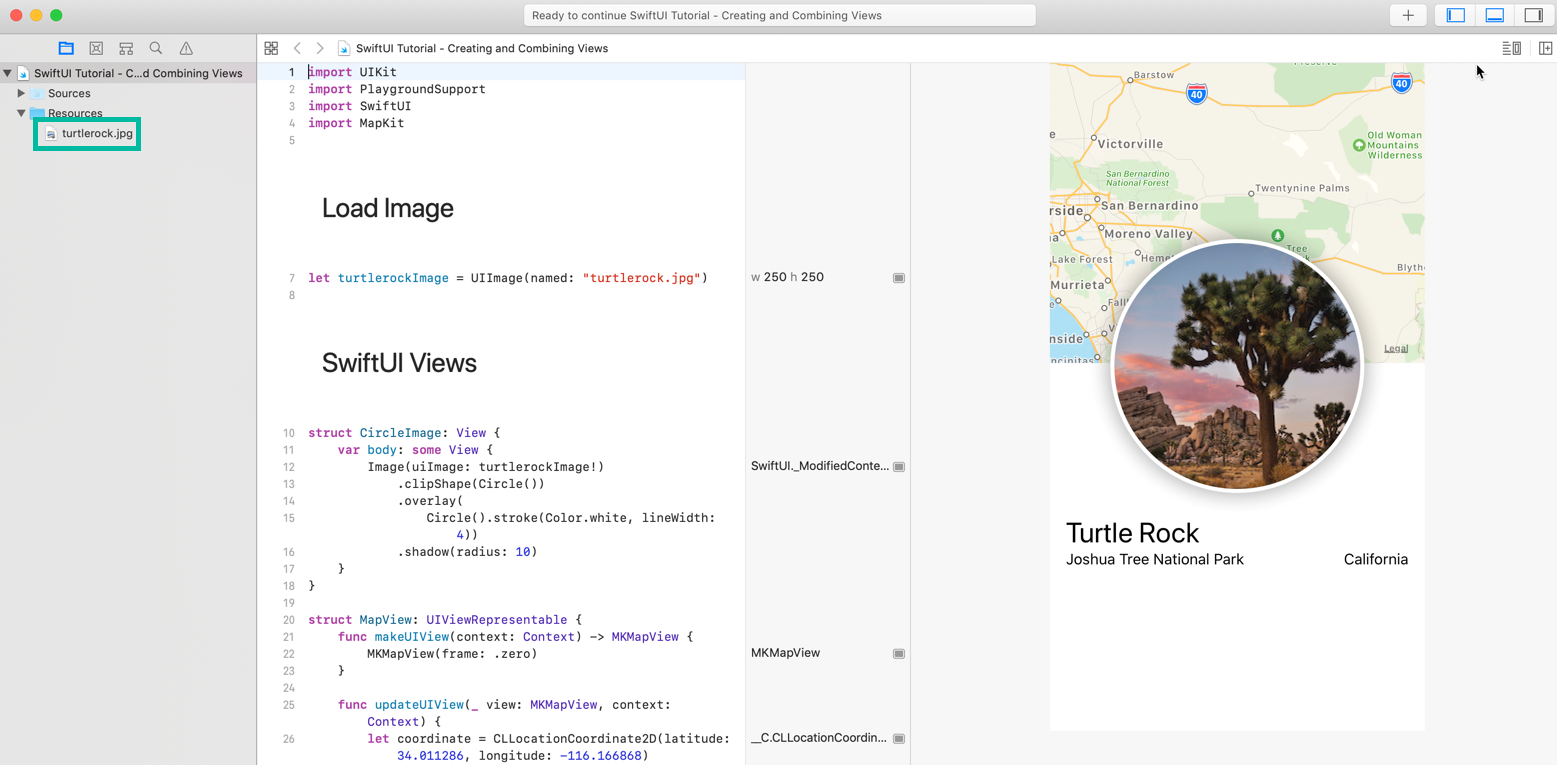 Ready to continue SwiftUI Tutorial - Creating and Combining Views
SwiftUI Tutorial - C...d Combining Views
Sources
Resources
turtlerock.jpg
SwiftUI Tutorial - Creating and Combining Views
1 import UIKit
2 import PlaygroundSupport
3 import SwiftUI
4 import MapKit
5
Load Image
7 let turtlerockImage = UIImage(named: "turtlerock.jpg")
8
SwiftUI Views
10 struct CircleImage: View {
11 var body: some View {
12 Image(uiImage: turtlerockImage!)
13 .clipShape(Circle())
14 .overlay(
15 Circle().stroke(Color.white, lineWidth:
4))
16 .shadow(radius: 10)
17 }
18 }
19
20 struct MapView: UIViewRepresentable {
21 func makeUIView(context: Context) -> MKMapView {
22 MKMapView(frame: .zero)
23 }
24
25 func updateUIView(_ view: MKMapView, context:
Context) {
26 let coordinate = CLLocationCoordinate2D(latitude:
34.011286, longitude: -116.166868)
w 250 h 250
SwiftUI._ModifiedConte...
MKMapView
__C.CLLocationCoordin...
Barstow
40
40
Victorville
Old Woman
Mountains
Wilderness
San Bernardino
National Forest
Twentynine Palms
rside
San Bernardino
Moreno Valley
Tree
Lake Forest
Heme
Blyth
Murrieta
Fall
nside
Legal
ncinitas
Turtle Rock
Joshua Tree National Park
California